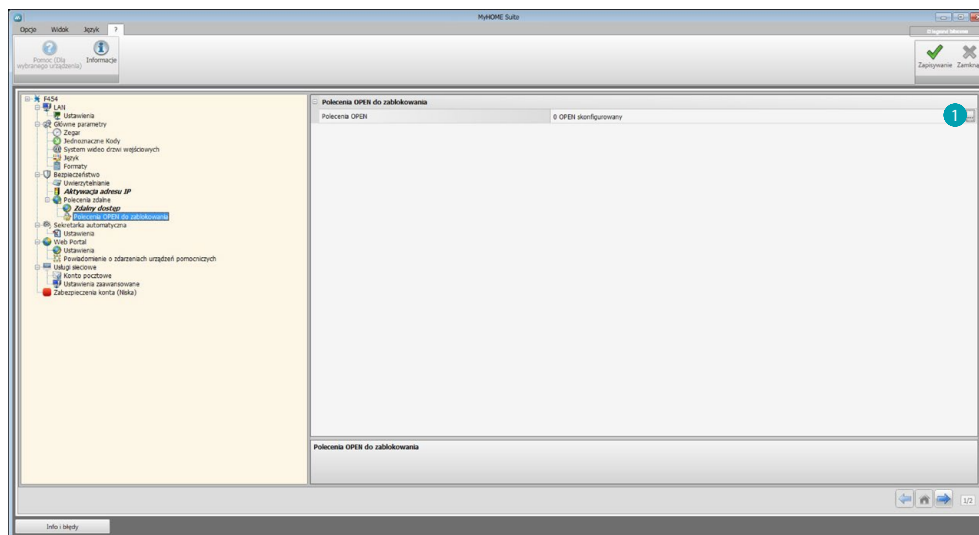 MyHOME Suite
Opcje Widok Język ?
Pomoc (Dla wybranego urządzenia)
Informacje
Zapisywanie Zamkną
F454
LAN
Ustawienia
Główne parametry
Zegar
Jednoznaczne Kody
System wideo drzwi wejściowych
Język
Formaty
Bezpieczeństwo
Uwierzytelnianie
Aktywacja adresu IP
Polecenia zdalne
Zdalny dostęp
Polecenia OPEN do zablokowania
Sekretarka automatyczna
Ustawienia
Web Portal
Ustawienia
Powiadomienie o zdarzeniach urządzeń pomocniczych
Usługi sieciowe
Konto pocztowe
Ustawienia zaawansowane
Zabezpieczenia konta (Niska)
Polecenia OPEN do zablokowania
Polecenia OPEN 0 OPEN skonfigurowany 1 ...
Polecenia OPEN do zablokowania
1/2
Info i błędy